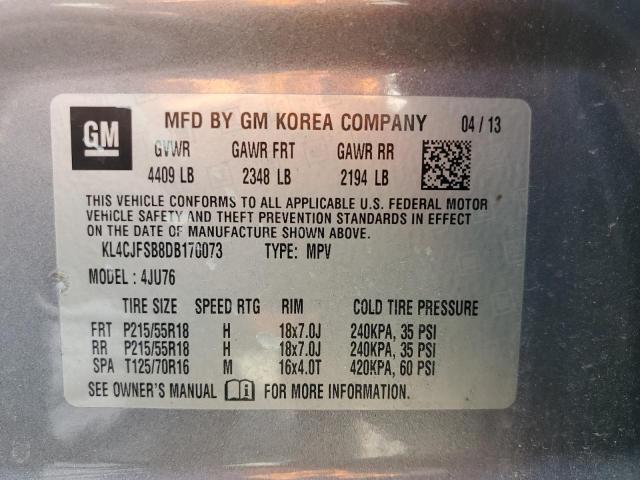 GM MFD BY GM KOREA COMPANY 04 / 13
GVWR GAWR FRT GAWR RR
4409 LB 2348 LB 2194 LB
THIS VEHICLE CONFORMS TO ALL APPLICABLE U.S. FEDERAL MOTOR
VEHICLE SAFETY AND THEFT PREVENTION STANDARDS IN EFFECT
ON THE DATE OF MANUFACTURE SHOWN ABOVE.
KL4CJFSB8DB170073 TYPE: MPV
MODEL : 4JU76
TIRE SIZE SPEED RTG RIM COLD TIRE PRESSURE
FRT P215/55R18 H 18x7.0J 240KPA, 35 PSI
RR P215/55R18 H 18x7.0J 240KPA, 35 PSI
SPA T125/70R16 M 16x4.0T 420KPA, 60 PSI
SEE OWNER'S MANUAL FOR MORE INFORMATION.